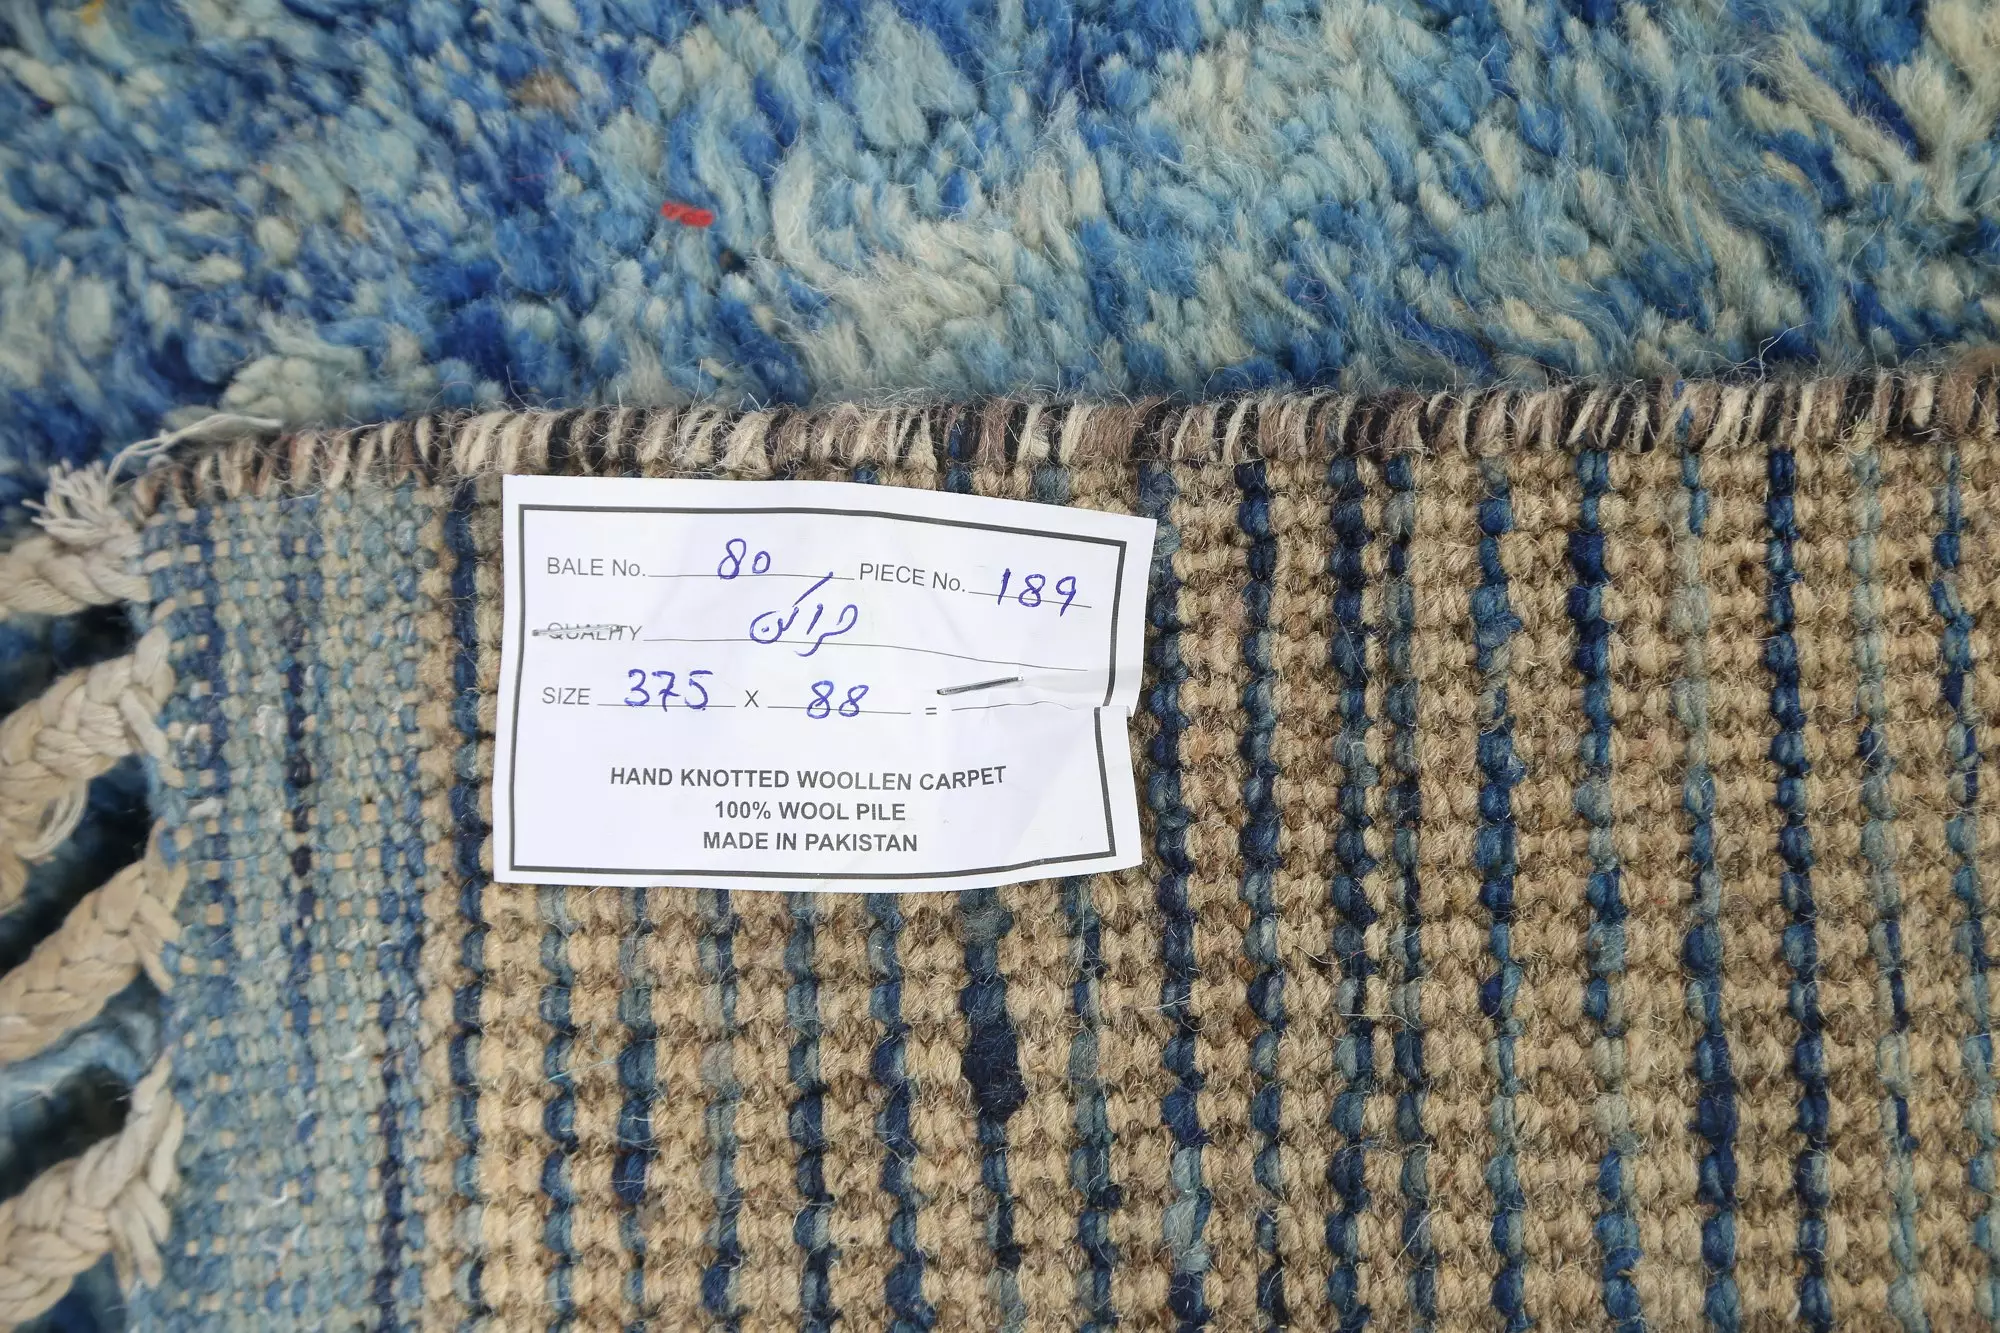 BALE No. 80 PIECE No. 189
QUALITY
SIZE 375 X 88 =
HAND KNOTTED WOOLLEN CARPET
100% WOOL PILE
MADE IN PAKISTAN